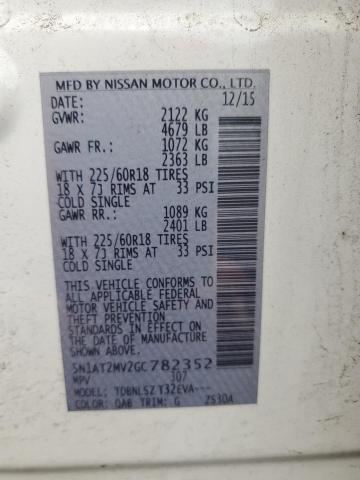 MFD BY NISSAN MOTOR CO., LTD.
DATE: 12/15
GVWR: 2122 KG
4679 LB
GAWR FR.: 1072 KG
2363 LB
WITH 225/60R18 TIRES
18 X 7J RIMS AT 33 PSI
COLD SINGLE
GAWR RR.: 1089 KG
2401 LB
WITH 225/60R18 TIRES
18 X 7J RIMS AT 33 PSI
COLD SINGLE
THIS VEHICLE CONFORMS TO
ALL APPLICABLE FEDERAL
MOTOR VEHICLE SAFETY AND
THEFT PREVENTION
STANDARDS IN EFFECT ON
THE DATE OF MANUFACTURE
SHOWN ABOVE.
5N1AT2MV2GC782352
MPV 307
MODEL: TDBNLSZ T32EVA---
COLOR: QAB TRIM: G ZS30A